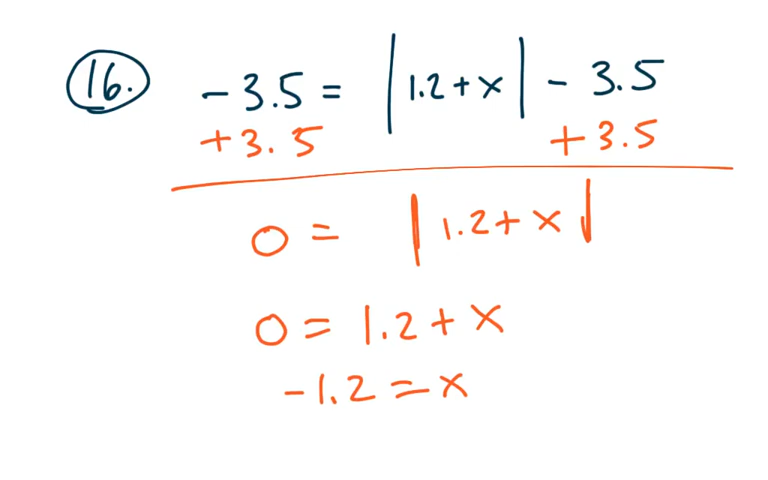 16. -3.5 = |1.2+x| - 3.5
+3.5 +3.5
0 = |1.2+x|
0 = 1.2+x
-1.2=x